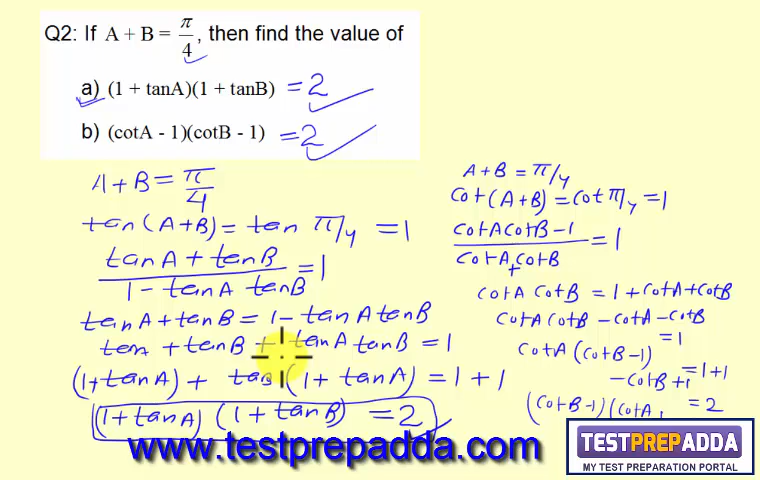 Q2: If A + B = π/4, then find the value of
a) (1 + tanA)(1 + tanB) = 2
b) (cotA - 1)(cotB - 1) = 2
A+B = π/4
tan(A+B) = tan π/4 = 1
tanA + tanB / 1 - tanA tanB = 1
tanA + tanB = 1 - tanA tanB
tan + tanB + tanA tanB = 1
(1+tanA) + tanB (1 + tanA) = 1 + 1
(1+tanA) (1+tanB) = 2
A+B = π/4
Cot(A+B) = Cot π/4 = 1
CotA CotB - 1 / CotA + CotB = 1
CotA CotB = 1 + CotA + CotB
CotA CotB - CotA - CotB = 1
CotA (CotB - 1) - CotB + 1 = 1+1
(CotB - 1)(CotA = 2
www.testprepadda.com
TESTPREPADDA
MY TEST PREPARATION PORTAL